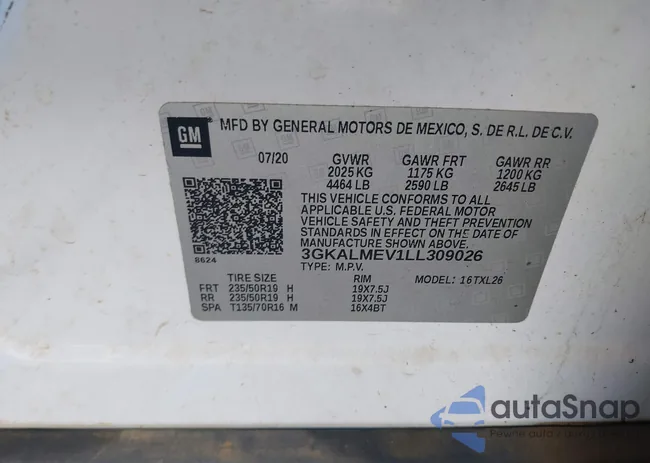 GM
MFD BY GENERAL MOTORS DE MEXICO, S. DE R.L. DE C.V.
07/20 GVWR GAWR FRT GAWR RR
2025 KG 1175 KG 1200 KG
4464 LB 2590 LB 2645 LB
THIS VEHICLE CONFORMS TO ALL
APPLICABLE U.S. FEDERAL MOTOR
VEHICLE SAFETY AND THEFT PREVENTION
STANDARDS IN EFFECT ON THE DATE OF
MANUFACTURE SHOWN ABOVE.
8624
3GKALMEV1LL309026
TYPE: M.P.V. MODEL: 16TXL26
TIRE SIZE RIM
FRT 235/50R19 H 19X7.5J
RR 235/50R19 H 19X7.5J
SPA T135/70R16 M 16X4BT
autoSnap
Pewne auto z